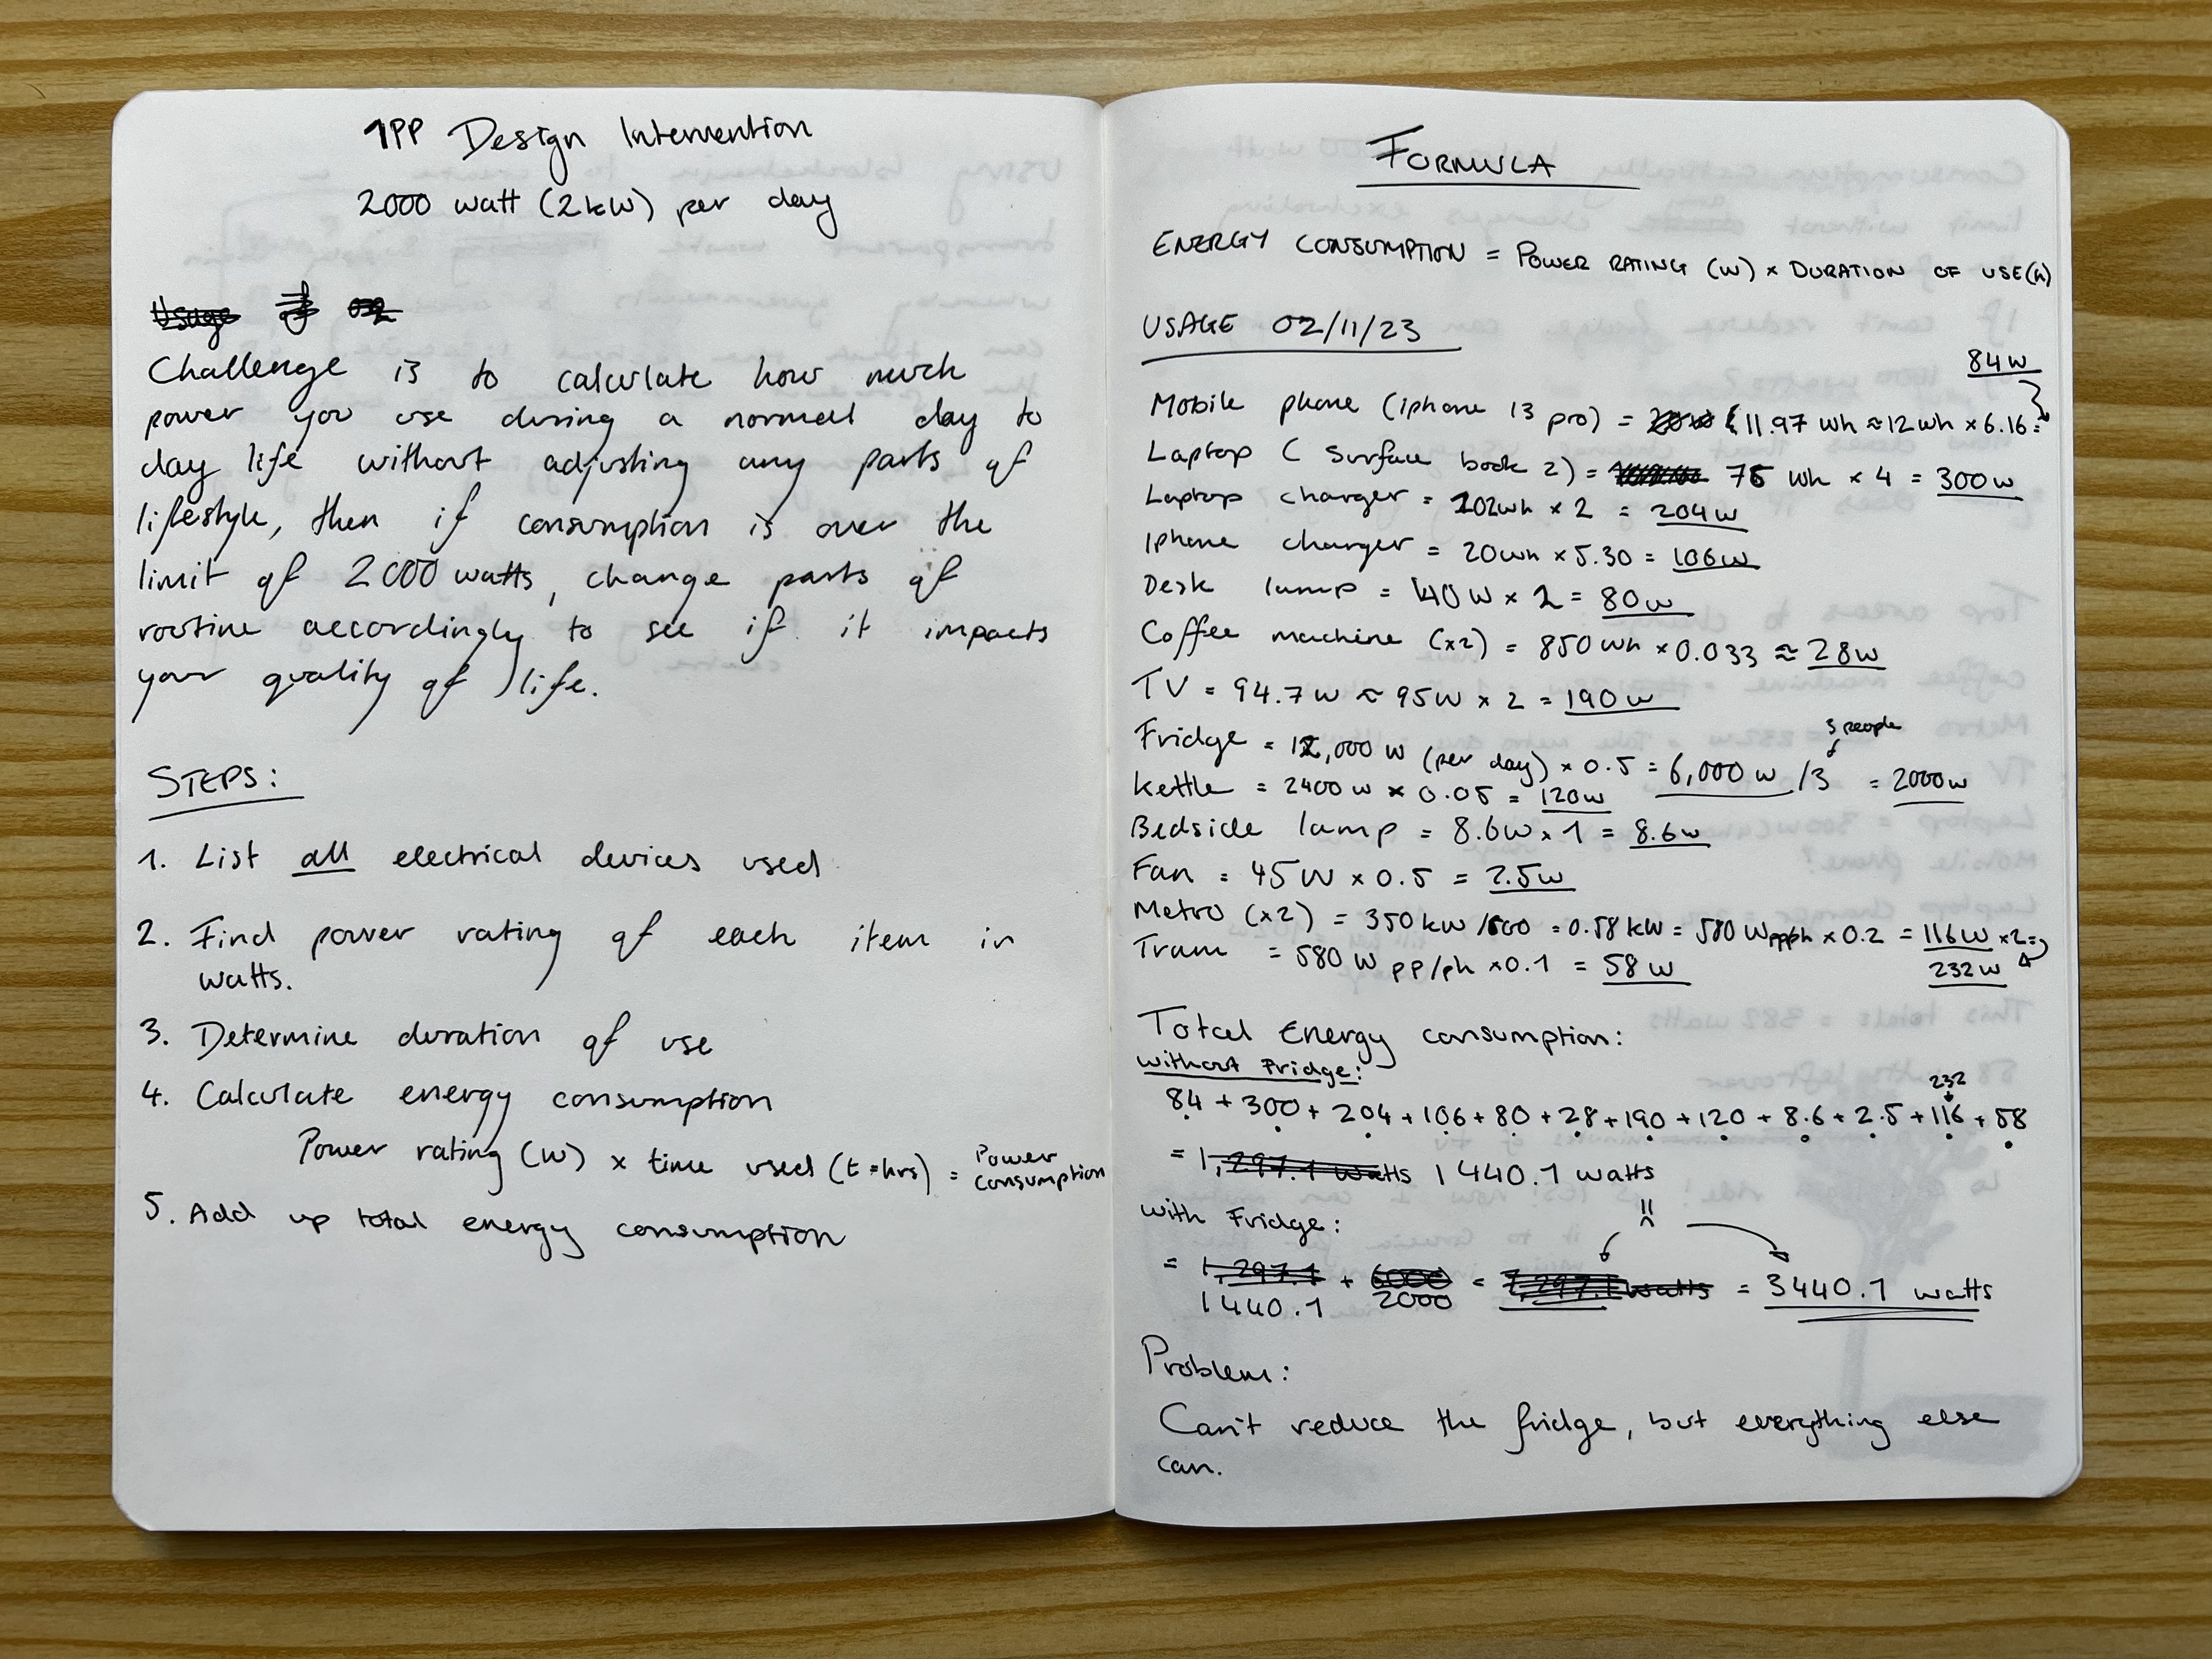 1PP Design Intervention
2000 watt (2kW) per day
Usage of
Challenge is to calculate how much
power you use during a normal day to
day life without adjusting any parts of
lifestyle, then if consumption is over the
limit of 2000 watts, change parts of
routine accordingly to see if it impacts
your quality of life.
STEPS:
1. List all electrical devices used
2. Find power rating of each item in
watts.
3. Determine duration of use
4. Calculate energy consumption
Power rating (W) × time used (t=hrs) = Power
consumption
5. Add up total energy consumption
FORMULA
ENERGY CONSUMPTION = POWER RATING (W) × DURATION OF USE(h)
USAGE 02/11/23
84w
Mobile phone (iphone 13 pro) = 11.97 Wh ≈ 12 wh × 6.16 =
Laptop (surface book 2) = 75 Wh × 4 = 300w
Laptop charger = 102wh × 2 = 204w
Iphone charger = 20wh × 5.30 = 106w
Desk lamp = 40W × 2 = 80w
Coffee machine (x2) = 850 Wh × 0.033 ≈ 28w
TV = 94.7w ≈ 95W × 2 = 190w
3 people
Fridge = 12,000 w (per day) × 0.5 = 6,000 w /3 = 2000w
Kettle = 2400w × 0.05 = 120w
Bedside lamp = 8.6w × 1 = 8.6w
Fan = 45W × 0.5 = 2.5w
Metro (x2) = 350kw /600 = 0.58kW = 580 Wpp/h × 0.2 = 116w ×2=
232w
Tram = 580 W pp/ph × 0.1 = 58w
Total Energy consumption:
without Fridge:
232
84 + 300 + 204 + 106 + 80 + 28 + 190 + 120 + 8.6 + 2.5 + 116 + 58
= 1,297.1 watts 1440.1 watts
with Fridge:
= 1,297.1 + 6000 = 7,297.1 watts = 3440.1 watts
1440.1 2000
Problem:
Can't reduce the fridge, but everything else
can.